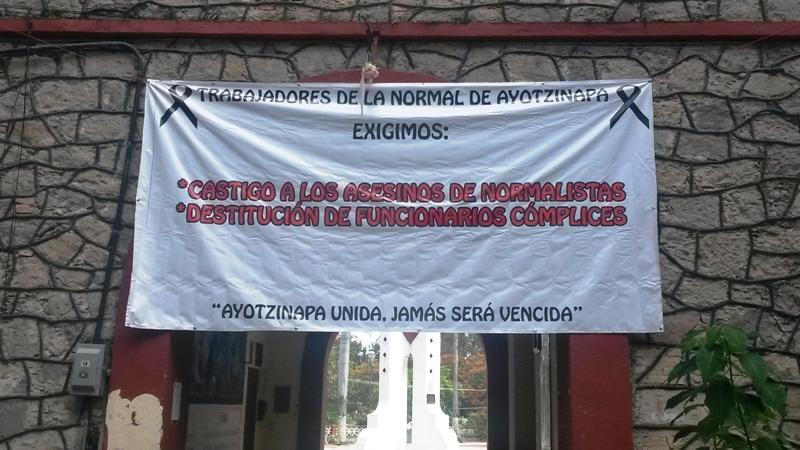 TRABAJADORES DE LA NORMAL DE AYOTZINAPA
EXIGIMOS:
*CASTIGO A LOS ASESINOS DE NORMALISTAS
*DESTITUCIÓN DE FUNCIONARIOS CÓMPLICES
“AYOTZINAPA UNIDA, JAMÁS SERÁ VENCIDA”